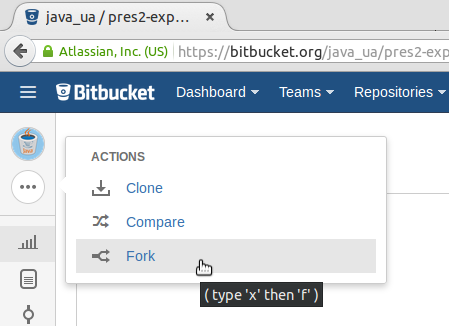 java_ua / pres2-exp...
Atlassian, Inc. (US)
https://bitbucket.org/java_ua/pres2-exp
Bitbucket
Dashboard
Teams
Repositories
ACTIONS
Clone
Compare
Fork
( type 'x' then 'f' )